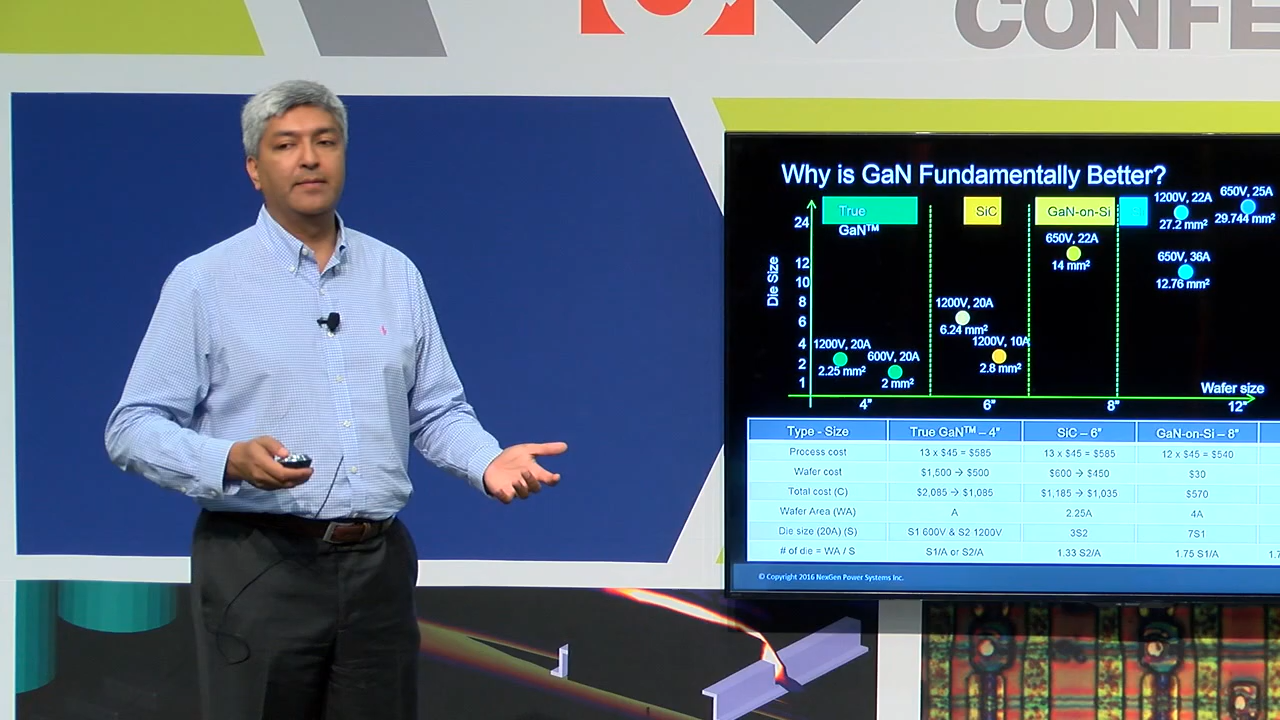 CONFE
Why is GaN Fundamentally Better?
Die Size
24
12
10
8
6
4
2
1
True
GaN™
SiC
GaN-on-Si
1200V, 22A
27.2 mm²
650V, 25A
29.744 mm²
650V, 22A
14 mm²
650V, 36A
12.76 mm²
1200V, 20A
6.24 mm²
1200V, 10A
2.8 mm²
1200V, 20A
2.25 mm²
600V, 20A
2 mm²
Wafer size
4” 6” 8” 12”
Type - Size True GaN™ – 4” SiC – 6” GaN-on-Si – 8”
Process cost 13 x $45 = $585 13 x $45 = $585 12 x $45 = $540
Wafer cost $1,500 → $500 $600 → $450 $30
Total cost (C) $2,085 → $1,085 $1,185 → $1,035 $570
Wafer Area (WA) A 2.25A 4A
Die size (20A) (S) S1 600V & S2 1200V 3S2 7S1
# of die = WA / S S1/A or S2/A 1.33 S2/A 1.75 S1/A 1.7
© Copyright 2016 NexGen Power Systems Inc.